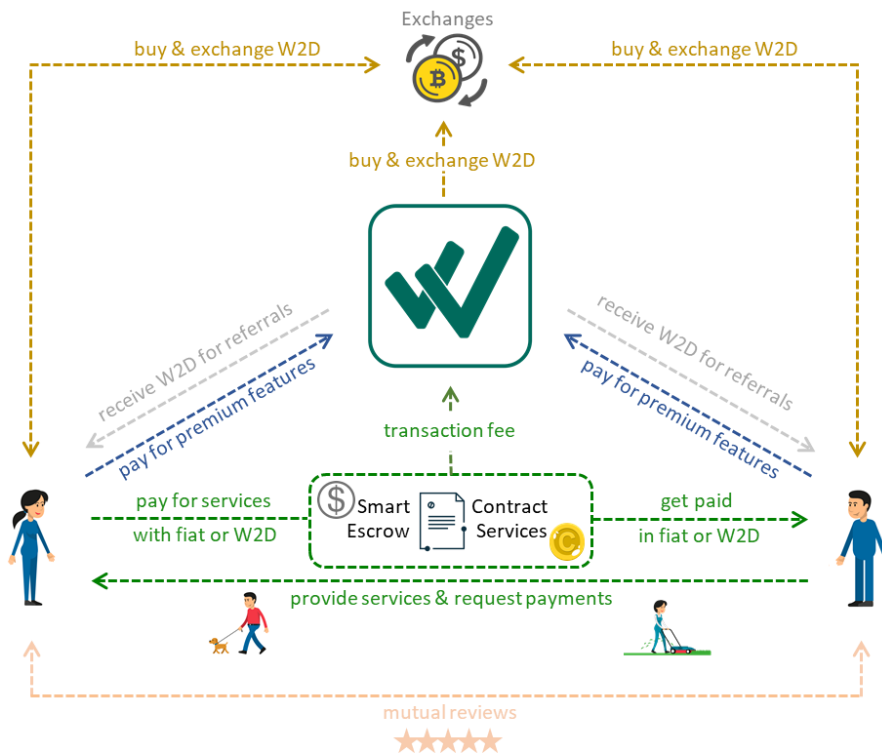 Exchanges
buy & exchange W2D
buy & exchange W2D
buy & exchange W2D
receive W2D for referrals
pay for premium features
receive W2D for referrals
pay for premium features
transaction fee
pay for services
with fiat or W2D
$
Smart
Escrow
Contract
Services
C
get paid
in fiat or W2D
provide services & request payments
mutual reviews